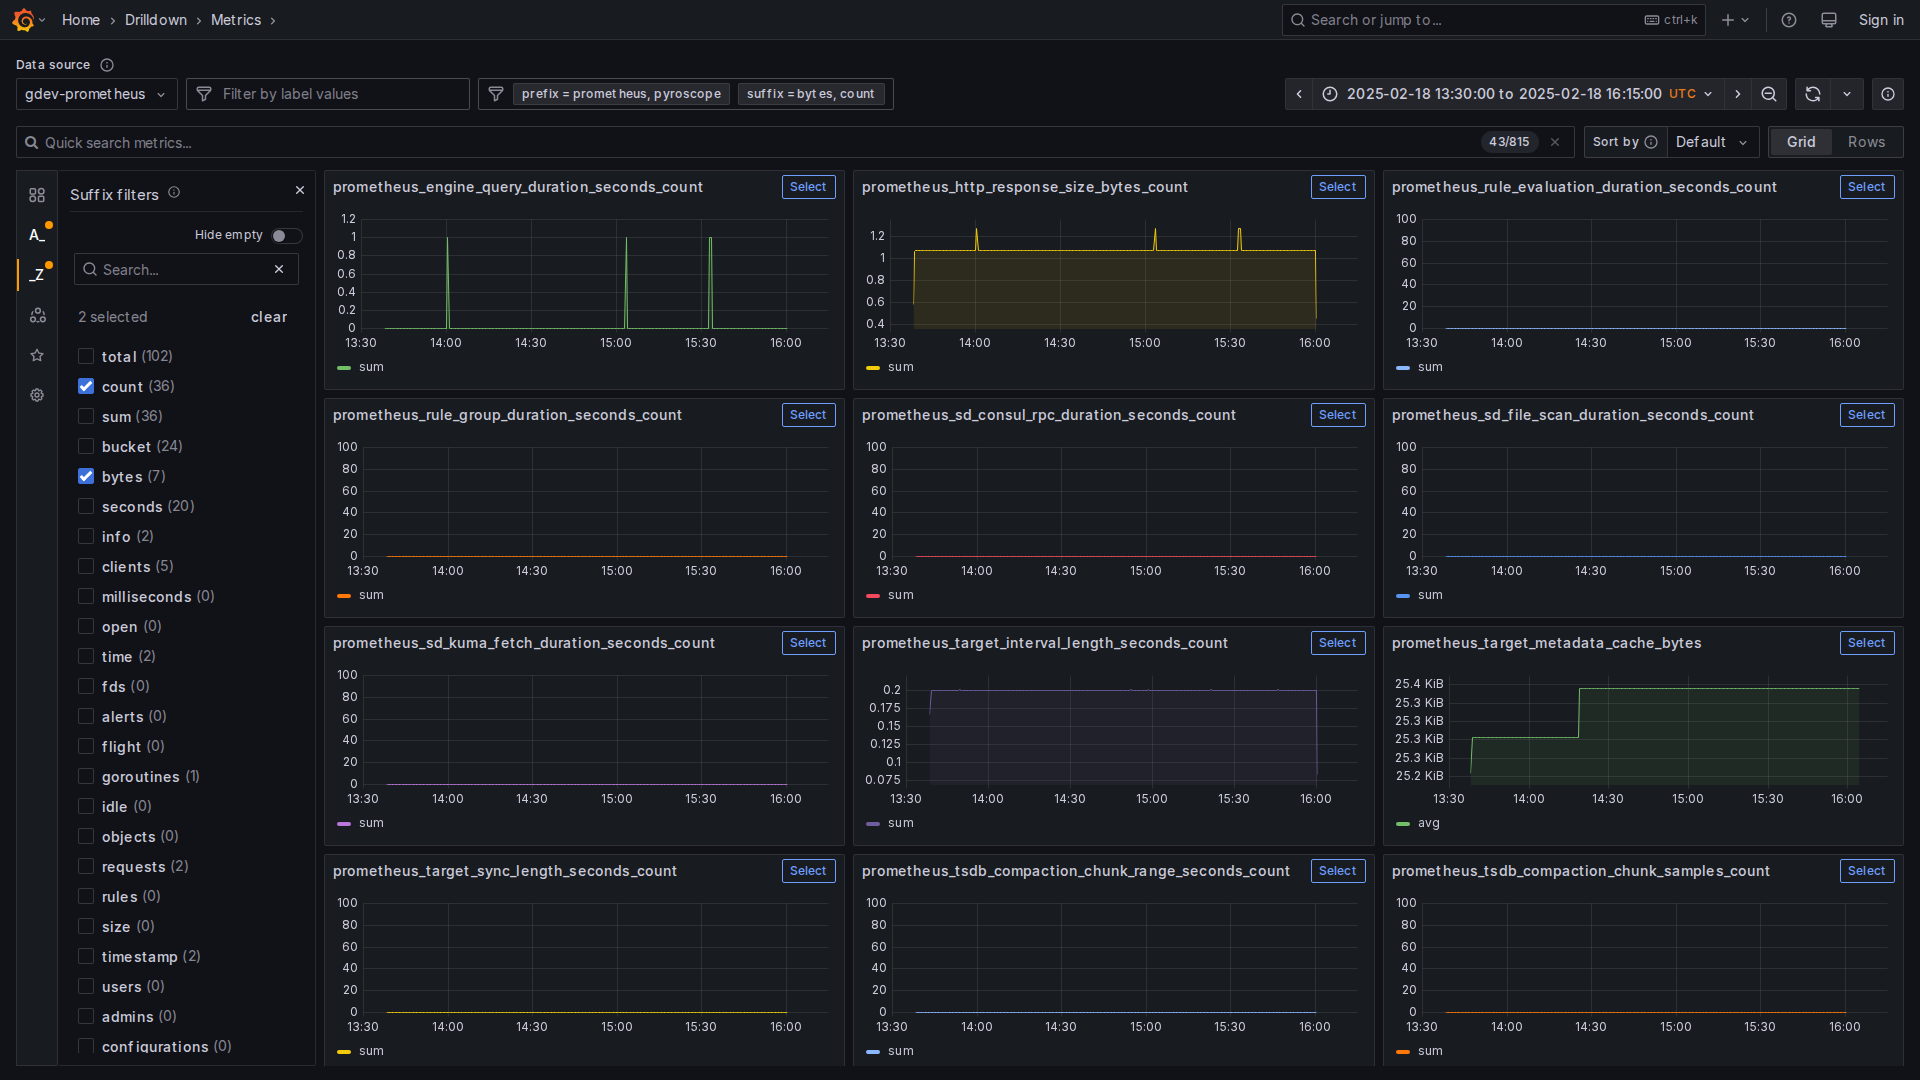 Home › Drilldown › Metrics ›
Search or jump to... ctrl+k
Sign in
Data source
gdev-prometheus
Filter by label values
prefix = prometheus, pyroscope
suffix = bytes, count
2025-02-18 13:30:00 to 2025-02-18 16:15:00 UTC
Quick search metrics...
43/815
Sort by
Default
Grid
Rows
A_
_Z
Suffix filters
Hide empty
Search...
2 selected
clear
total (102)
count (36)
sum (36)
bucket (24)
bytes (7)
seconds (20)
info (2)
clients (5)
milliseconds (0)
open (0)
time (2)
fds (0)
alerts (0)
flight (0)
goroutines (1)
idle (0)
objects (0)
requests (2)
rules (0)
size (0)
timestamp (2)
users (0)
admins (0)
configurations (0)
prometheus_engine_query_duration_seconds_count
Select
1.2
1
0.8
0.6
0.4
0.2
0
13:30 14:00 14:30 15:00 15:30 16:00
sum
prometheus_http_response_size_bytes_count
Select
1.2
1
0.8
0.6
0.4
13:30 14:00 14:30 15:00 15:30 16:00
sum
prometheus_rule_evaluation_duration_seconds_count
Select
100
80
60
40
20
0
13:30 14:00 14:30 15:00 15:30 16:00
sum
prometheus_rule_group_duration_seconds_count
Select
100
80
60
40
20
0
13:30 14:00 14:30 15:00 15:30 16:00
sum
prometheus_sd_consul_rpc_duration_seconds_count
Select
100
80
60
40
20
0
13:30 14:00 14:30 15:00 15:30 16:00
sum
prometheus_sd_file_scan_duration_seconds_count
Select
100
80
60
40
20
0
13:30 14:00 14:30 15:00 15:30 16:00
sum
prometheus_sd_kuma_fetch_duration_seconds_count
Select
100
80
60
40
20
0
13:30 14:00 14:30 15:00 15:30 16:00
sum
prometheus_target_interval_length_seconds_count
Select
0.2
0.175
0.15
0.125
0.1
0.075
13:30 14:00 14:30 15:00 15:30 16:00
sum
prometheus_target_metadata_cache_bytes
Select
25.4 KiB
25.3 KiB
25.3 KiB
25.3 KiB
25.3 KiB
25.2 KiB
13:30 14:00 14:30 15:00 15:30 16:00
avg
prometheus_target_sync_length_seconds_count
Select
100
80
60
40
20
0
13:30 14:00 14:30 15:00 15:30 16:00
sum
prometheus_tsdb_compaction_chunk_range_seconds_count
Select
100
80
60
40
20
0
13:30 14:00 14:30 15:00 15:30 16:00
sum
prometheus_tsdb_compaction_chunk_samples_count
Select
100
80
60
40
20
0
13:30 14:00 14:30 15:00 15:30 16:00
sum